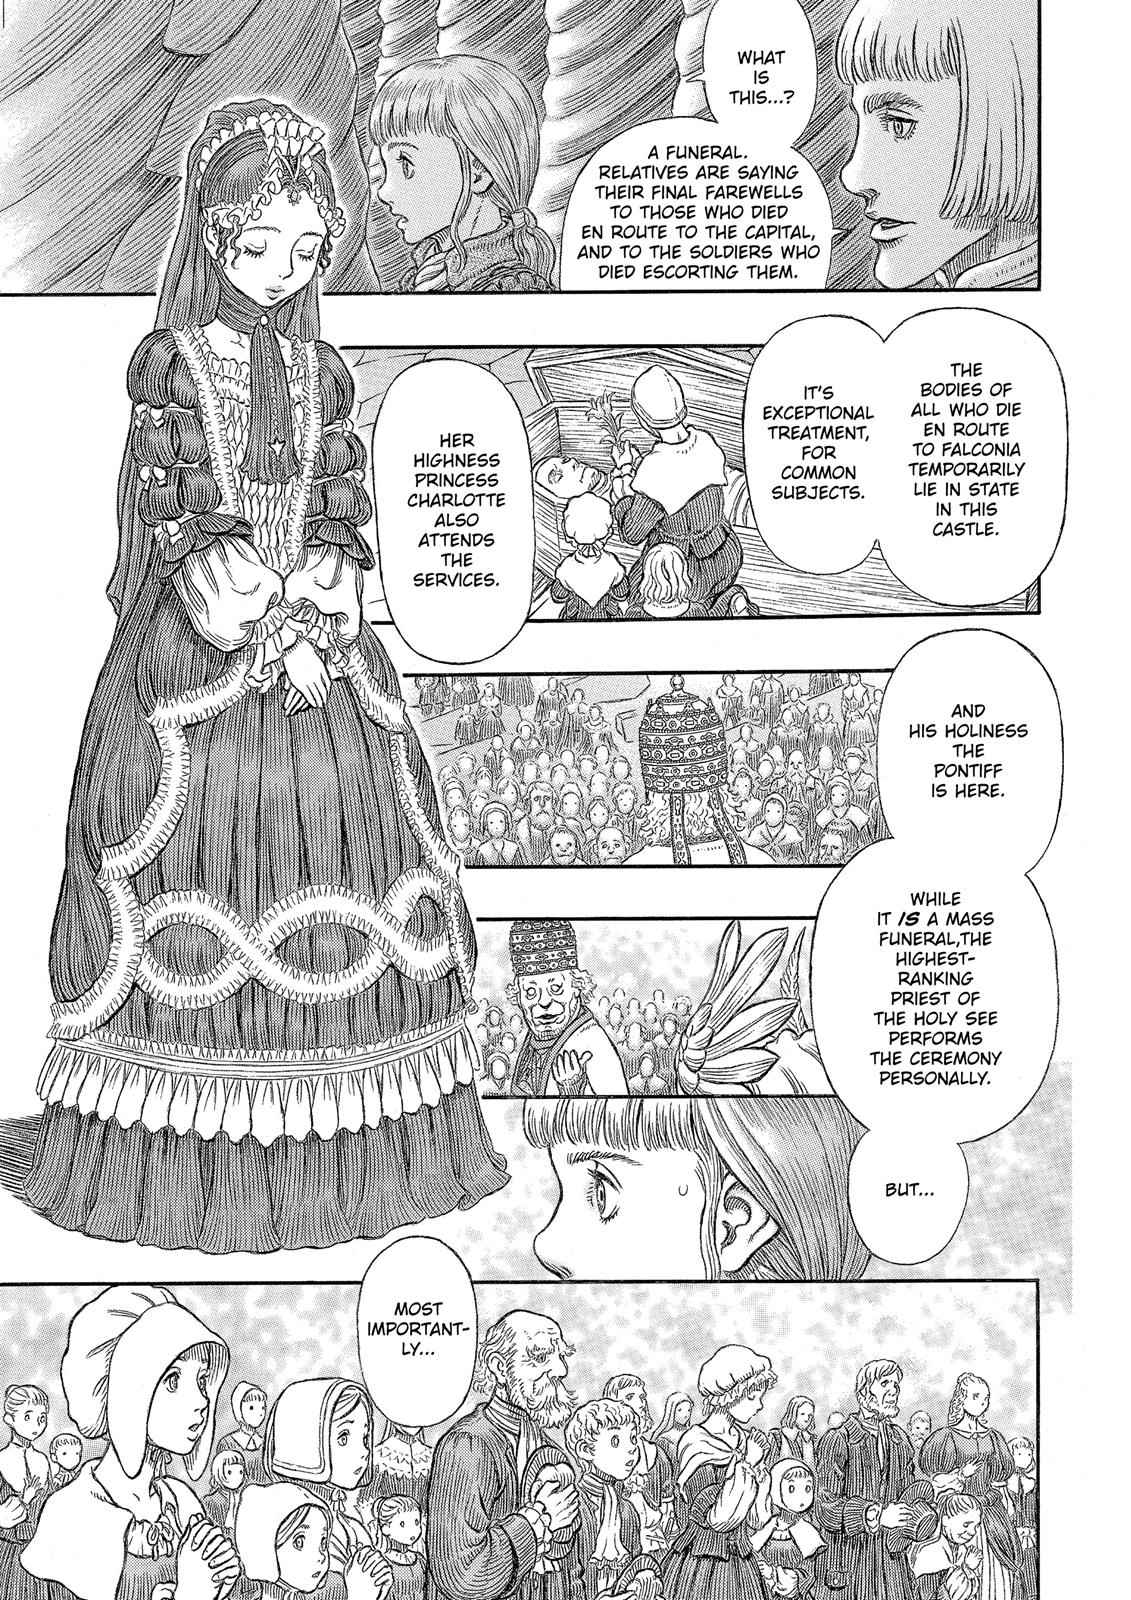 WHAT
IS
THIS...?
A FUNERAL.
RELATIVES ARE SAYING
THEIR FINAL FAREWELLS
TO THOSE WHO DIED
EN ROUTE TO THE CAPITAL,
AND TO THE SOLDIERS WHO
DIED ESCORTING THEM.
THE
BODIES OF
ALL WHO DIE
EN ROUTE
TO FALCONIA
TEMPORARILY
LIE IN STATE
IN THIS
CASTLE.
IT'S
EXCEPTIONAL
TREATMENT,
FOR
COMMON
SUBJECTS.
HER
HIGHNESS
PRINCESS
CHARLOTTE
ALSO
ATTENDS
THE
SERVICES.
AND
HIS HOLINESS
THE
PONTIFF
IS HERE.
WHILE
IT IS A MASS
FUNERAL,THE
HIGHEST-
RANKING
PRIEST OF
THE HOLY SEE
PERFORMS
THE CEREMONY
PERSONALLY.
BUT...
MOST
IMPORTANT-
LY...